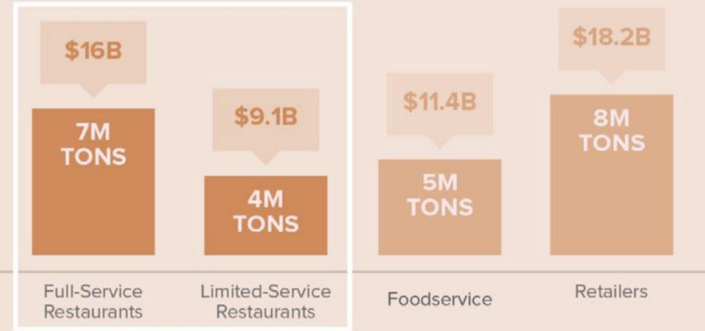 $16B
7M
TONS
Full-Service
Restaurants
$9.1B
4M
TONS
Limited-Service
Restaurants
$11.4B
5M
TONS
Foodservice
$18.2B
8M
TONS
Retailers